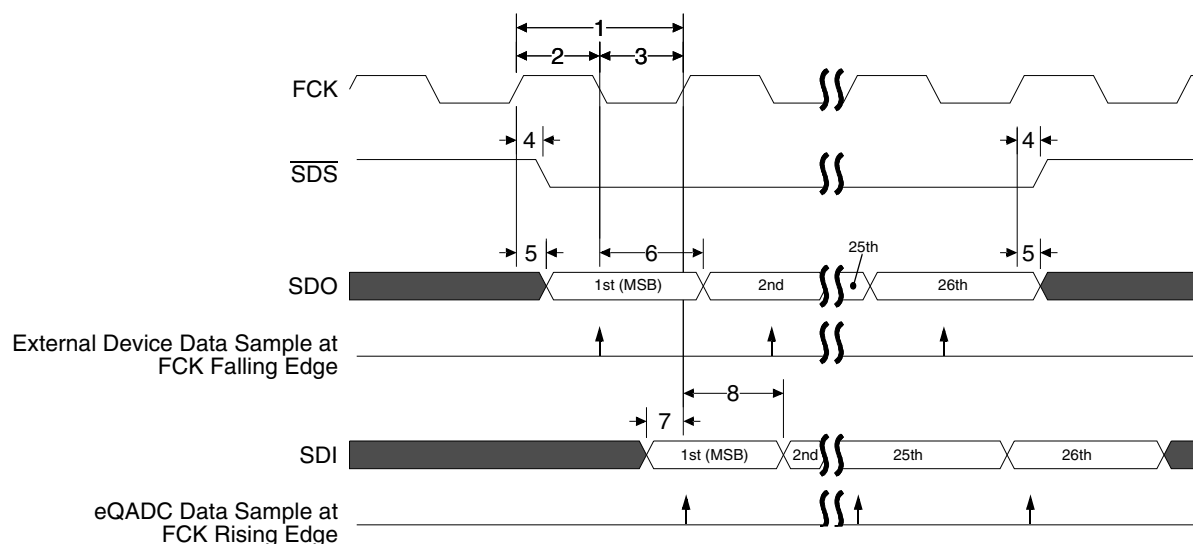 1
2
3
FCK
4
4
SDS
5
6
25th
5
SDO
1st (MSB)
2nd
26th
External Device Data Sample at
FCK Falling Edge
8
7
SDI
1st (MSB)
2nd
25th
26th
eQADC Data Sample at
FCK Rising Edge